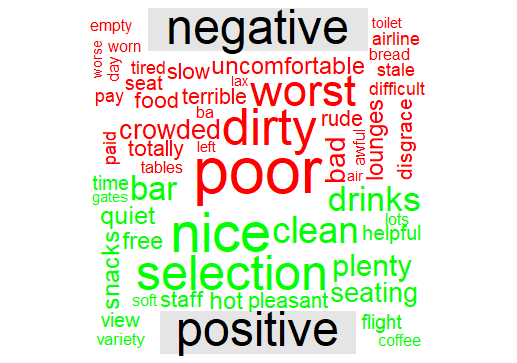 negative
empty
toilet
worse
worn
airline
day
tired
slow
uncomfortable
bread
stale
seat
lax
worst
difficult
pay
food
terrible
ba
dirty
rude
lounges
disgrace
crowded
paid
totally
left
bad
awful
air
tables
poor
time
gates
bar
drinks
quiet
nice
clean
lots
helpful
free
snacks
selection
plenty
soft
staff
hot
pleasant
seating
view
flight
variety
positive
coffee